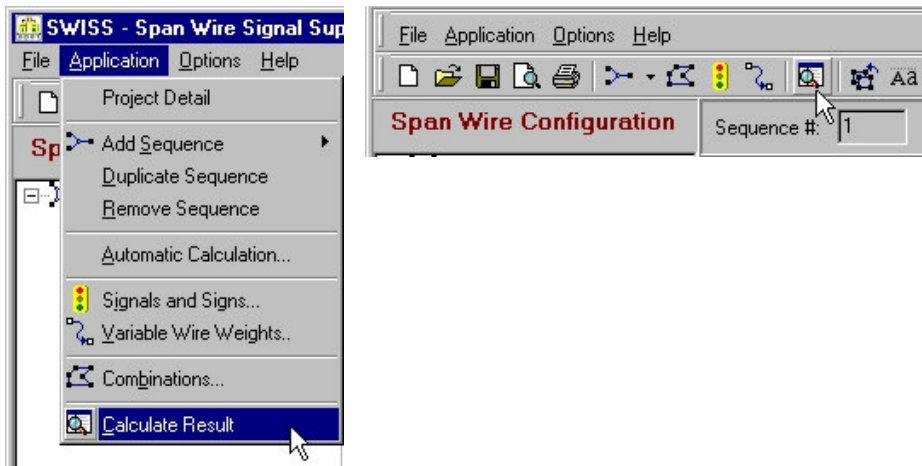 SWISS - Span Wire Signal Sup
File Application Options Help
Project Detail
Sp
Add Sequence
Duplicate Sequence
Remove Sequence
Automatic Calculation...
Signals and Signs...
Variable Wire Weights..
Combinations...
Calculate Result
File Application Options Help
Aä
Span Wire Configuration Sequence #: 1